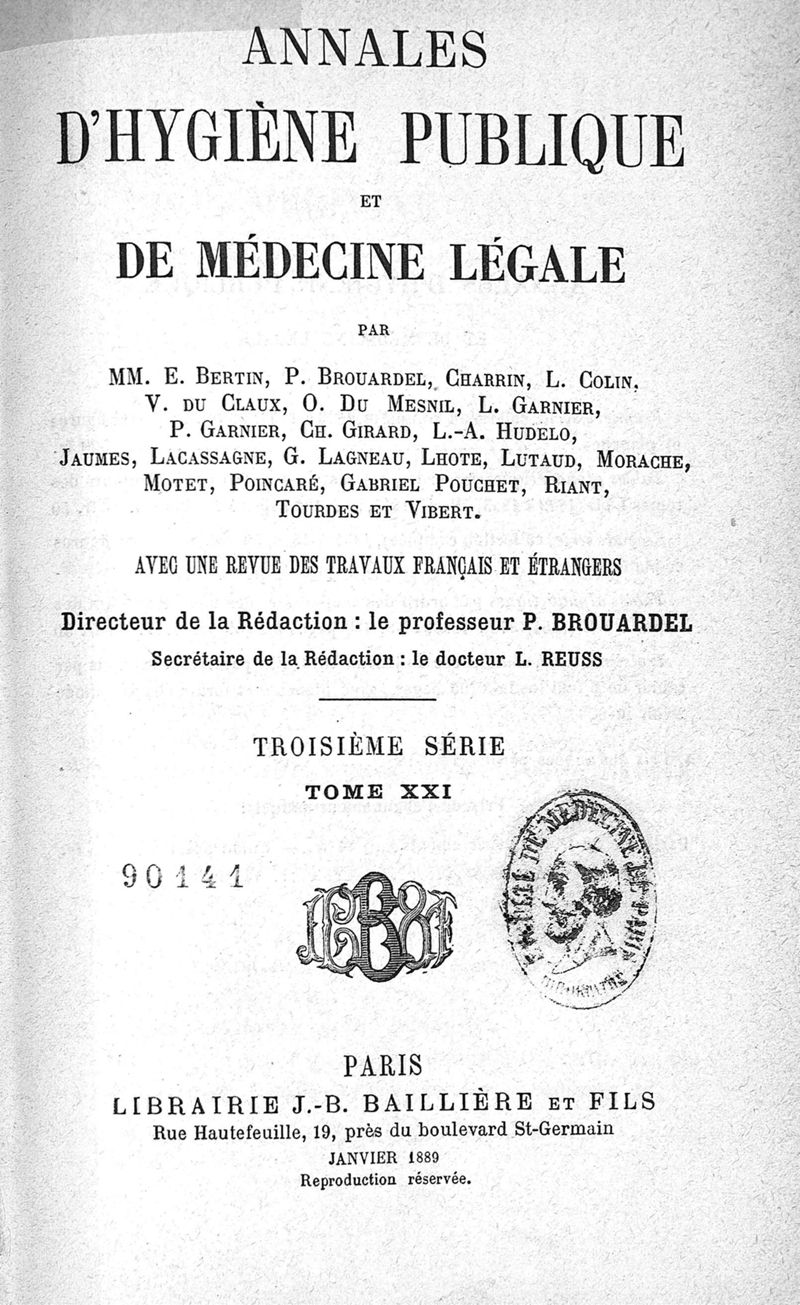 ANNALES
D'HYGIÈNE PUBLIQUE
ET
DE MÉDECINE LÉGALE
PAR
MM. E. BERTIN, P. BROUARDEL, CHARRIN, L. COLIN,
V. DU CLAUX, O. DU MESNIL, L. GARNIER,
P. GARNIER, CH. GIRARD, L.-A. HUDELO,
JAUMES, LACASSAGNE, G. LAGNEAU, LHOTE, LUTAUD, MORACHE,
MOTET, POINCARÉ, GABRIEL POUCHET, RIANT,
TOURDES ET VIBERT.
AVEC UNE REVUE DES TRAVAUX FRANÇAIS ET ÉTRANGERS
Directeur de la Rédaction : le professeur P. BROUARDEL
Secrétaire de la Rédaction : le docteur L. REUSS
TROISIÈME SÉRIE
TOME XXI
90141
DE MEDECINE
PARIS
LIBRAIRIE J.-B. BAILLIÈRE ET FILS
Rue Hautefeuille, 19, près du boulevard St-Germain
JANVIER 1889
Reproduction réservée.